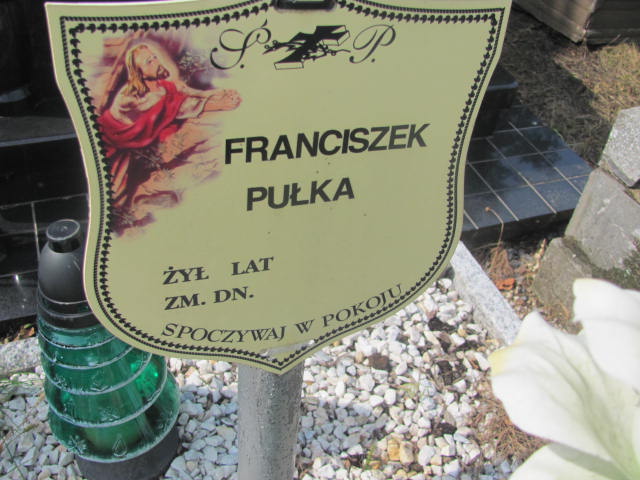 Ś. P.
FRANCISZEK
PUŁKA
ŻYŁ LAT
ZM. DN.
SPOCZYWAJ W POKOJU